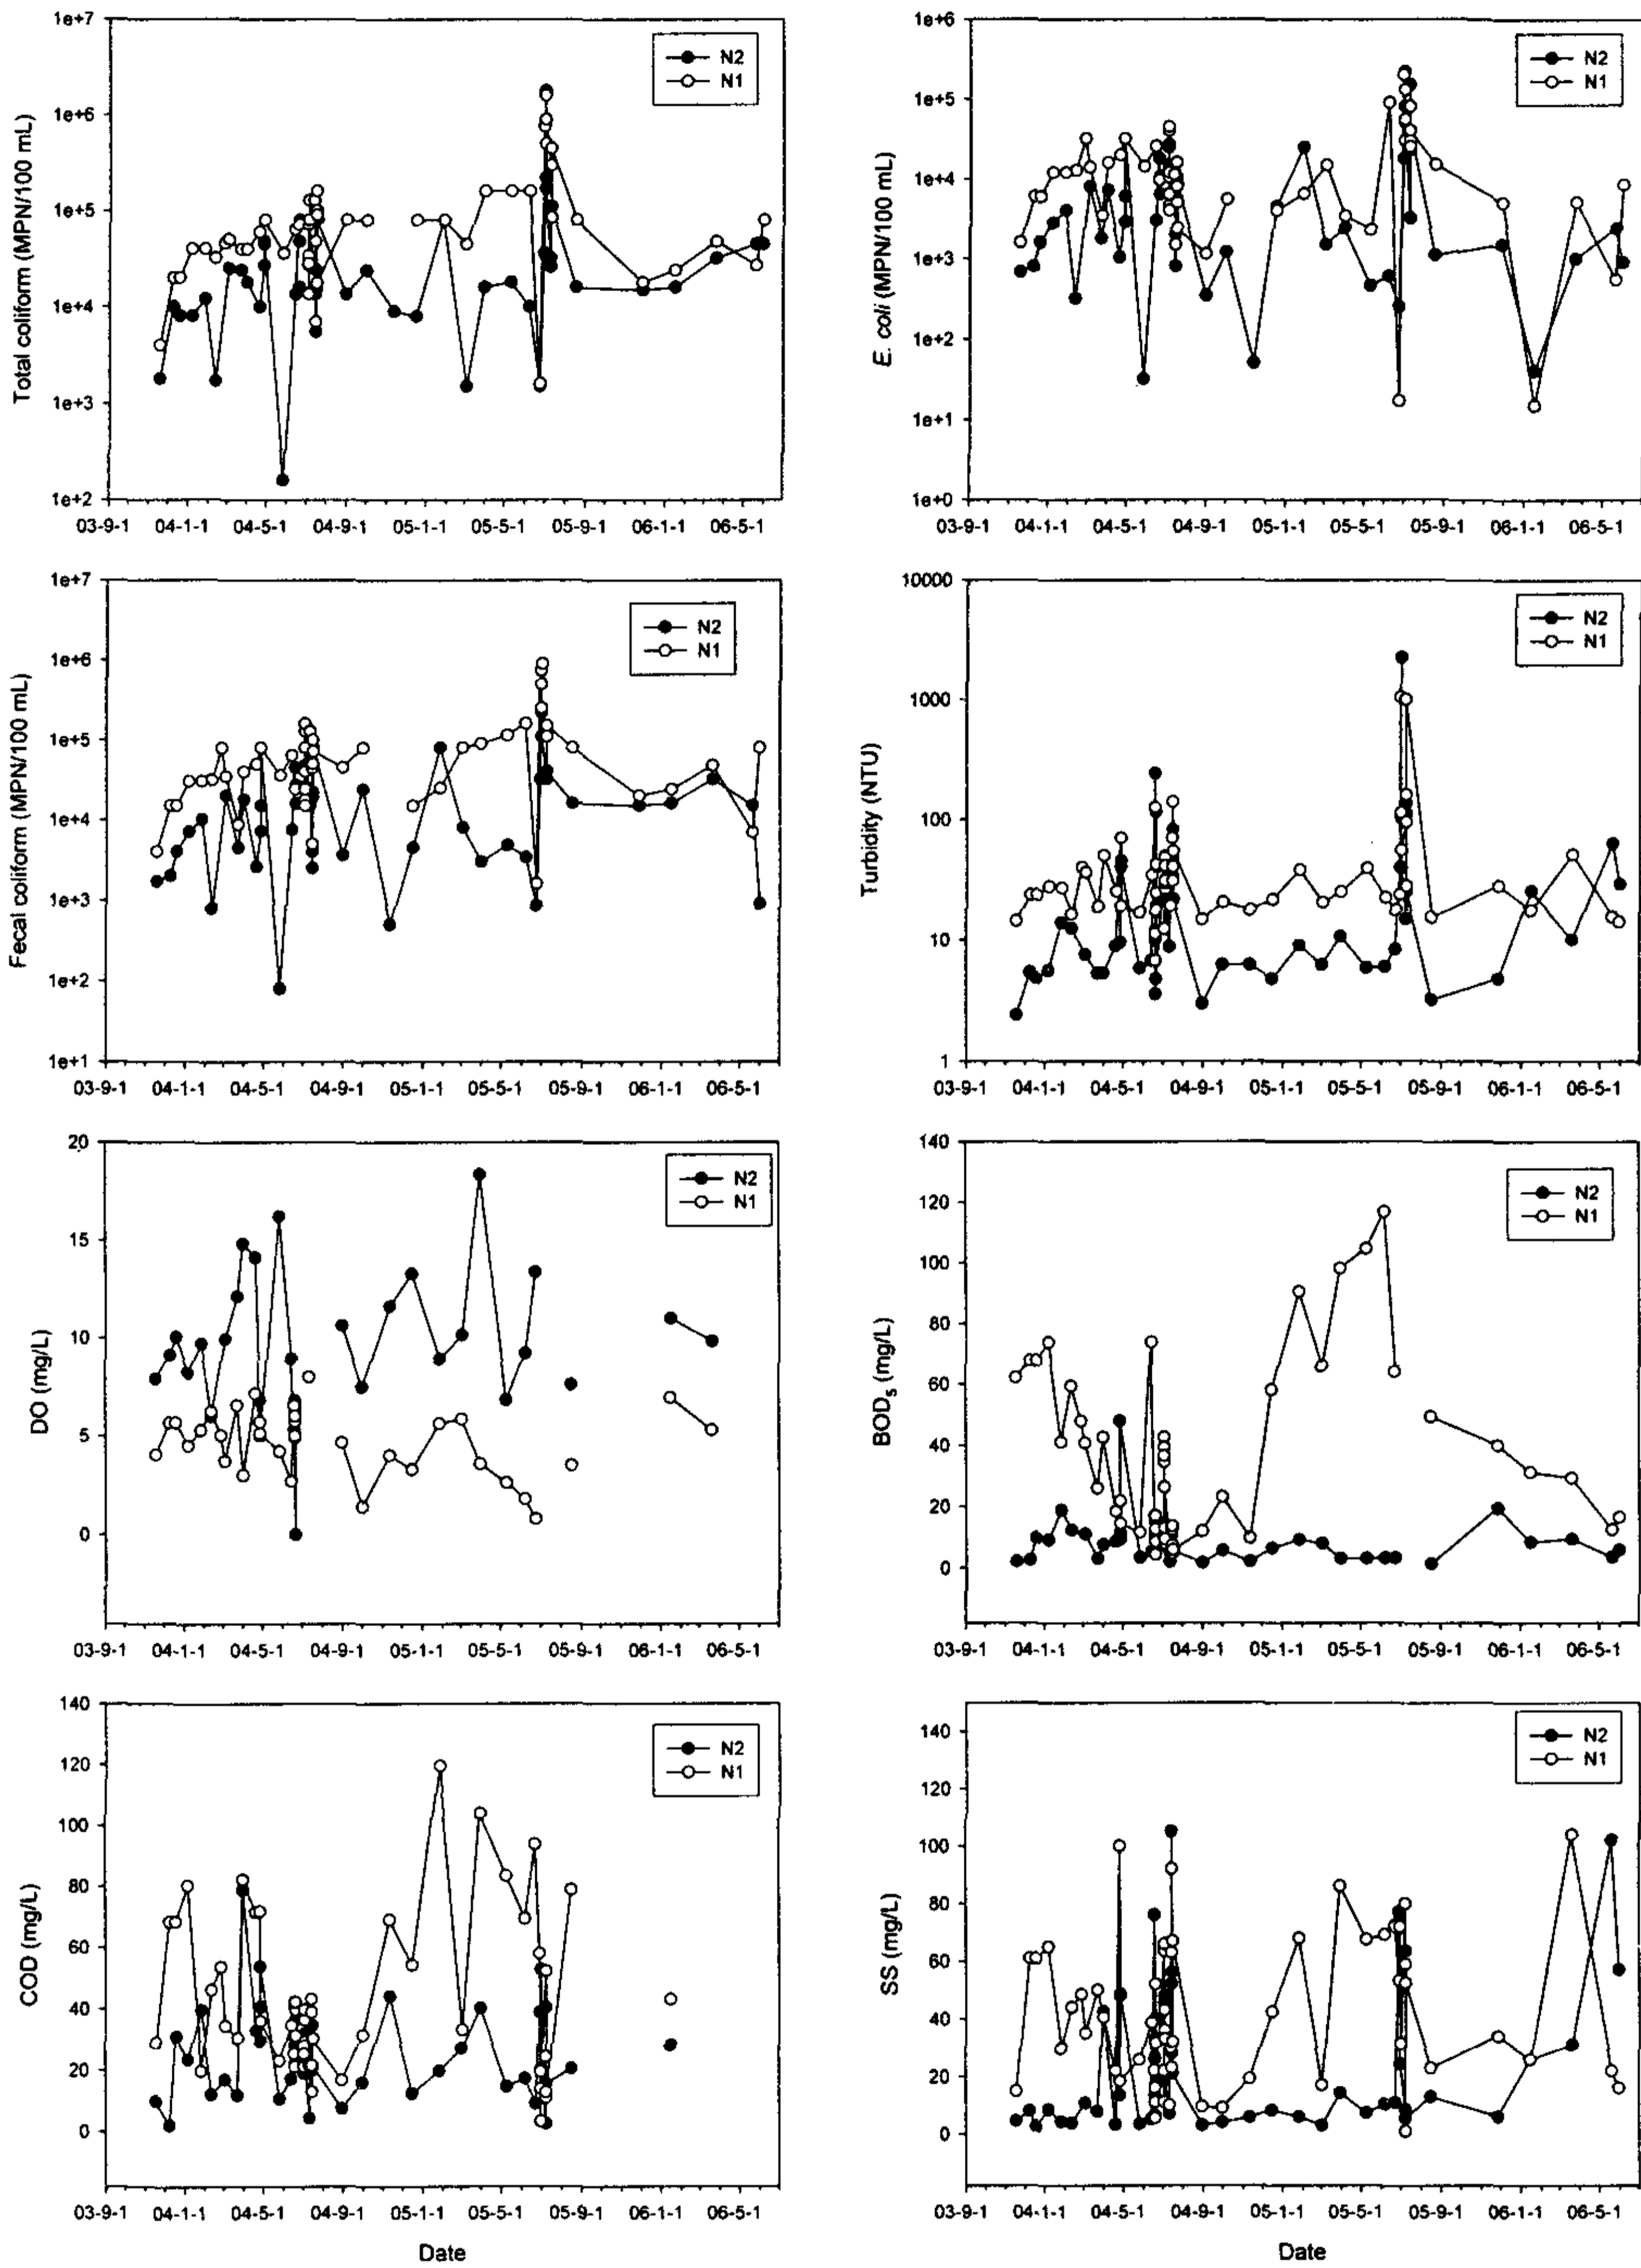 1e+7
1e+6
1e+5
1e+4
1e+3
1e+2
Total coliform (MPN/100 mL)
N2
N1
03-9-1 04-1-1 04-5-1 04-9-1 05-1-1 05-5-1 05-9-1 06-1-1 06-5-1
1e+6
1e+5
1e+4
1e+3
1e+2
1e+1
1e+0
E. coli (MPN/100 mL)
N2
N1
03-9-1 04-1-1 04-5-1 04-9-1 05-1-1 05-5-1 05-9-1 06-1-1 06-5-1
1e+7
1e+6
1e+5
1e+4
1e+3
1e+2
1e+1
Fecal coliform (MPN/100 mL)
N2
N1
03-9-1 04-1-1 04-5-1 04-9-1 05-1-1 05-5-1 05-9-1 06-1-1 06-5-1
10000
1000
100
10
1
Turbidity (NTU)
N2
N1
03-9-1 04-1-1 04-5-1 04-9-1 05-1-1 05-5-1 05-9-1 06-1-1 06-5-1
20
15
10
5
0
DO (mg/L)
N2
N1
03-9-1 04-1-1 04-5-1 04-9-1 05-1-1 05-5-1 05-9-1 06-1-1 06-5-1
140
120
100
80
60
40
20
0
BOD₅ (mg/L)
N2
N1
03-9-1 04-1-1 04-5-1 04-9-1 05-1-1 05-5-1 05-9-1 06-1-1 06-5-1
140
120
100
80
60
40
20
0
COD (mg/L)
N2
N1
03-9-1 04-1-1 04-5-1 04-9-1 05-1-1 05-5-1 05-9-1 06-1-1 06-5-1
Date
140
120
100
80
60
40
20
0
SS (mg/L)
N2
N1
03-9-1 04-1-1 04-5-1 04-9-1 05-1-1 05-5-1 05-9-1 06-1-1 06-5-1
Date